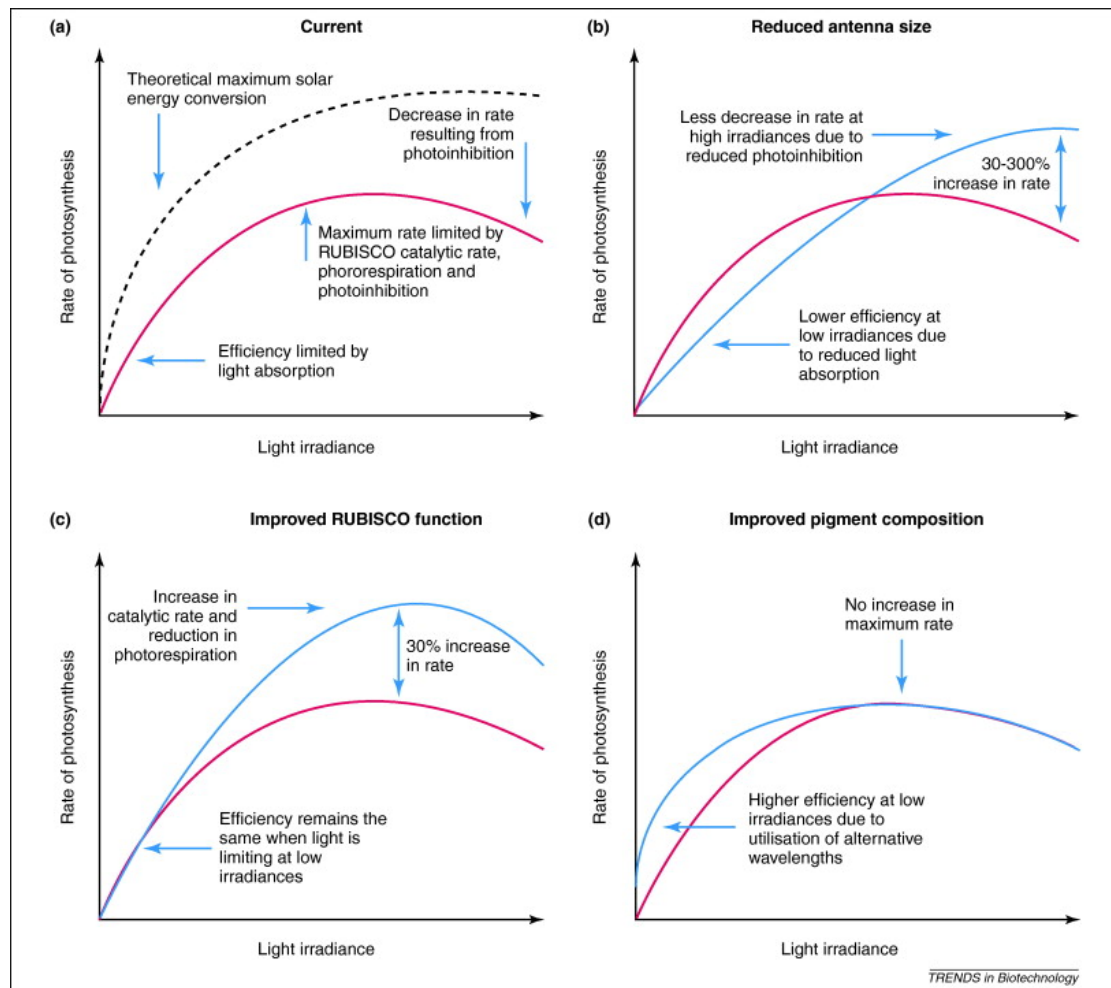 (a) Current
Theoretical maximum solar
energy conversion
Decrease in rate
resulting from
photoinhibition
Maximum rate limited by
RUBISCO catalytic rate,
phororespiration and
photoinhibition
Efficiency limited by
light absorption
Rate of photosynthesis
Light irradiance
(b) Reduced antenna size
Less decrease in rate at
high irradiances due to
reduced photoinhibition
30-300%
increase in rate
Lower efficiency at
low irradiances due
to reduced light
absorption
Rate of photosynthesis
Light irradiance
(c) Improved RUBISCO function
Increase in
catalytic rate and
reduction in
photorespiration
30% increase
in rate
Efficiency remains the
same when light is
limiting at low
irradiances
Rate of photosynthesis
Light irradiance
(d) Improved pigment composition
No increase in
maximum rate
Higher efficiency at low
irradiances due to
utilisation of alternative
wavelengths
Rate of photosynthesis
Light irradiance
TRENDS in Biotechnology